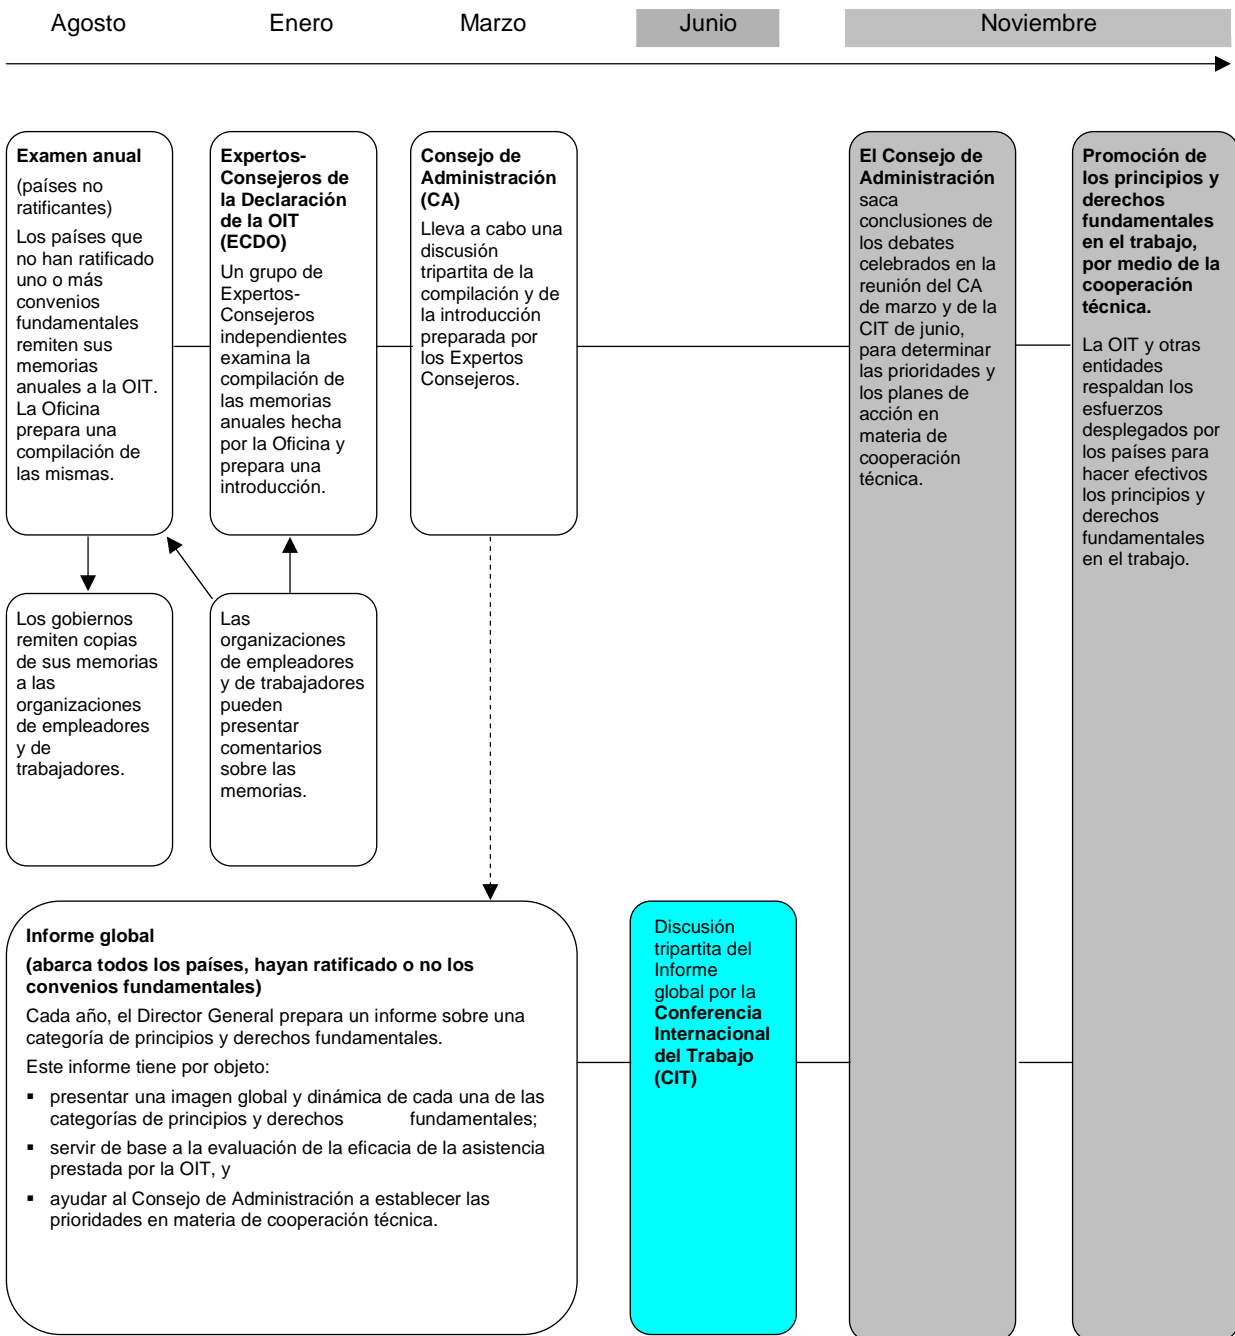 Agosto
Enero
Marzo
Junio
Noviembre
Examen anual
(países no
ratificantes)
Los países que
no han ratificado
uno o más
convenios
fundamentales
remiten sus
memorias
anuales a la OIT.
La Oficina
prepara una
compilación de
las mismas.
Expertos-
Consejeros de
la Declaración
de la OIT
(ECDO)
Un grupo de
Expertos-
Consejeros
independientes
examina la
compilación de
las memorias
anuales hecha
por la Oficina y
prepara una
introducción.
Consejo de
Administración
(CA)
Lleva a cabo una
discusión
tripartita de la
compilación y de
la introducción
preparada por
los Expertos
Consejeros.
El Consejo de
Administración
saca
conclusiones de
los debates
celebrados en la
reunión del CA
de marzo y de la
CIT de junio,
para determinar
las prioridades y
los planes de
acción en
materia de
cooperación
técnica.
Promoción de
los principios y
derechos
fundamentales
en el trabajo,
por medio de la
cooperación
técnica.
La OIT y otras
entidades
respaldan los
esfuerzos
desplegados por
los países para
hacer efectivos
los principios y
derechos
fundamentales
en el trabajo.
Los gobiernos
remiten copias
de sus memorias
a las
organizaciones
de empleadores
y de
trabajadores.
Las
organizaciones
de empleadores
y de trabajadores
pueden
presentar
comentarios
sobre las
memorias.
Informe global
(abarca todos los países, hayan ratificado o no los
convenios fundamentales)
Cada año, el Director General prepara un informe sobre una
categoría de principios y derechos fundamentales.
Este informe tiene por objeto:
▪ presentar una imagen global y dinámica de cada una de las
categorías de principios y derechos fundamentales;
▪ servir de base a la evaluación de la eficacia de la asistencia
prestada por la OIT, y
▪ ayudar al Consejo de Administración a establecer las
prioridades en materia de cooperación técnica.
Discusión
tripartita del
Informe
global por la
Conferencia
Internacional
del Trabajo
(CIT)